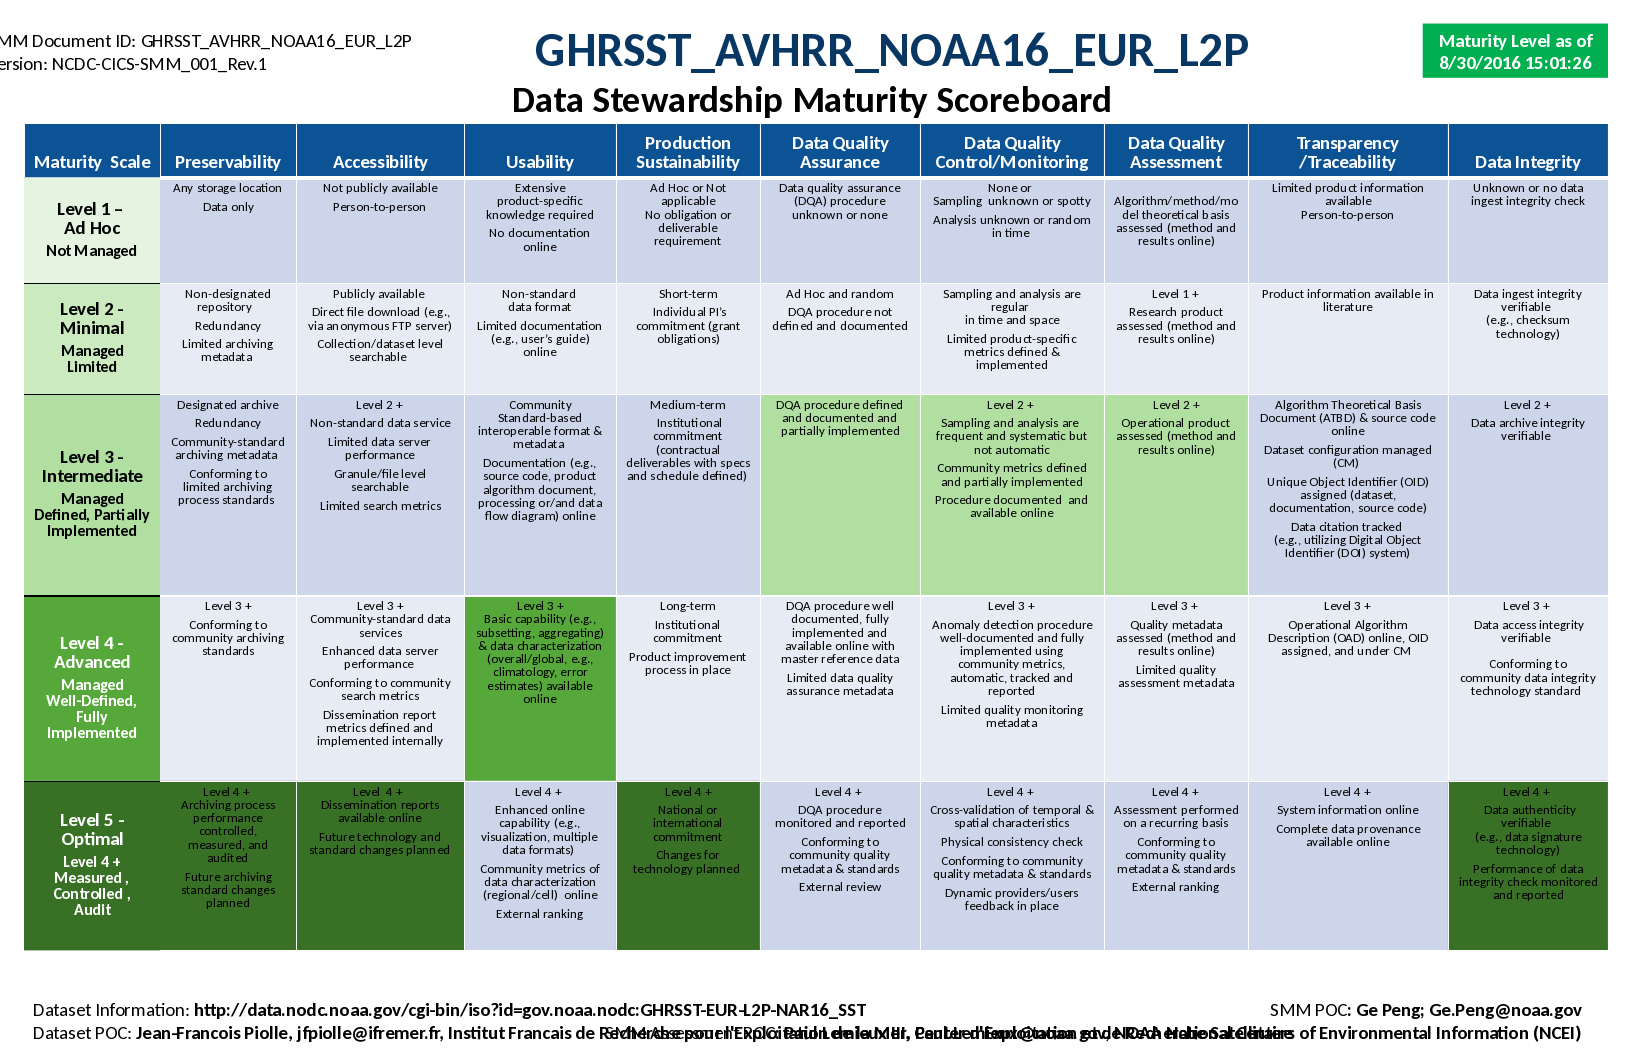 MM Document ID: GHRSST_AVHRR_NOAA16_EUR_L2P
ersion: NCDC-CICS-SMM_001_Rev.1
GHRSST_AVHRR_NOAA16_EUR_L2P
Data Stewardship Maturity Scoreboard
Maturity Level as of
8/30/2016 15:01:26
Maturity Scale
Preservability
Accessibility
Usability
Production
Sustainability
Data Quality
Assurance
Data Quality
Control/Monitoring
Data Quality
Assessment
Transparency
/Traceability
Data Integrity
Level 1 –
Ad Hoc
Not Managed
Any storage location
Data only
Not publicly available
Person-to-person
Extensive
product-specific
knowledge required
No documentation
online
Ad Hoc or Not
applicable
No obligation or
deliverable
requirement
Data quality assurance
(DQA) procedure
unknown or none
None or
Sampling unknown or spotty
Analysis unknown or random
in time
Algorithm/method/mo
del theoretical basis
assessed (method and
results online)
Limited product information
available
Person-to-person
Unknown or no data
ingest integrity check
Level 2 -
Minimal
Managed
Limited
Non-designated
repository
Redundancy
Limited archiving
metadata
Publicly available
Direct file download (e.g.,
via anonymous FTP server)
Collection/dataset level
searchable
Non-standard
data format
Limited documentation
(e.g., user's guide)
online
Short-term
Individual PI's
commitment (grant
obligations)
Ad Hoc and random
DQA procedure not
defined and documented
Sampling and analysis are
regular
in time and space
Limited product-specific
metrics defined &
implemented
Level 1 +
Research product
assessed (method and
results online)
Product information available in
literature
Data ingest integrity
verifiable
(e.g., checksum
technology)
Level 3 -
Intermediate
Managed
Defined, Partially
Implemented
Designated archive
Redundancy
Community-standard
archiving metadata
Conforming to
limited archiving
process standards
Level 2 +
Non-standard data service
Limited data server
performance
Granule/file level
searchable
Limited search metrics
Community
Standard-based
interoperable format &
metadata
Documentation (e.g.,
source code, product
algorithm document,
processing or/and data
flow diagram) online
Medium-term
Institutional
commitment
(contractual
deliverables with specs
and schedule defined)
DQA procedure defined
and documented and
partially implemented
Level 2 +
Sampling and analysis are
frequent and systematic but
not automatic
Community metrics defined
and partially implemented
Procedure documented and
available online
Level 2 +
Operational product
assessed (method and
results online)
Algorithm Theoretical Basis
Document (ATBD) & source code
online
Dataset configuration managed
(CM)
Unique Object Identifier (OID)
assigned (dataset,
documentation, source code)
Data citation tracked
(e.g., utilizing Digital Object
Identifier (DOI) system)
Level 2 +
Data archive integrity
verifiable
Level 4 -
Advanced
Managed
Well-Defined,
Fully
Implemented
Level 3 +
Conforming to
community archiving
standards
Level 3 +
Community-standard data
services
Enhanced data server
performance
Conforming to community
search metrics
Dissemination report
metrics defined and
implemented internally
Level 3 +
Basic capability (e.g.,
subsetting, aggregating)
& data characterization
(overall/global, e.g.,
climatology, error
estimates) available
online
Long-term
Institutional
commitment
Product improvement
process in place
DQA procedure well
documented, fully
implemented and
available online with
master reference data
Limited data quality
assurance metadata
Level 3 +
Anomaly detection procedure
well-documented and fully
implemented using
community metrics,
automatic, tracked and
reported
Limited quality monitoring
metadata
Level 3 +
Quality metadata
assessed (method and
results online)
Limited quality
assessment metadata
Level 3 +
Operational Algorithm
Description (OAD) online, OID
assigned, and under CM
Level 3 +
Data access integrity
verifiable
Conforming to
community data integrity
technology standard
Level 5 -
Optimal
Level 4 +
Measured ,
Controlled ,
Audit
Level 4 +
Archiving process
performance
controlled,
measured, and
audited
Future archiving
standard changes
planned
Level 4 +
Dissemination reports
available online
Future technology and
standard changes planned
Level 4 +
Enhanced online
capability (e.g.,
visualization, multiple
data formats)
Community metrics of
data characterization
(regional/cell) online
External ranking
Level 4 +
National or
international
commitment
Changes for
technology planned
Level 4 +
DQA procedure
monitored and reported
Conforming to
community quality
metadata & standards
External review
Level 4 +
Cross-validation of temporal &
spatial characteristics
Physical consistency check
Conforming to community
quality metadata & standards
Dynamic providers/users
feedback in place
Level 4 +
Assessment performed
on a recurring basis
Conforming to
community quality
metadata & standards
External ranking
Level 4 +
System information online
Complete data provenance
available online
Level 4 +
Data authenticity
verifiable
(e.g., data signature
technology)
Performance of data
integrity check monitored
and reported
Dataset Information: http://data.nodc.noaa.gov/cgi-bin/iso?id=gov.noaa.nodc:GHRSST-EUR-L2P-NAR16_SST
SMM POC: Ge Peng; Ge.Peng@noaa.gov
Dataset POC: Jean-Francois Piolle, jfpiolle@ifremer.fr, Institut Francais de
of Environmental Information (NCEI)